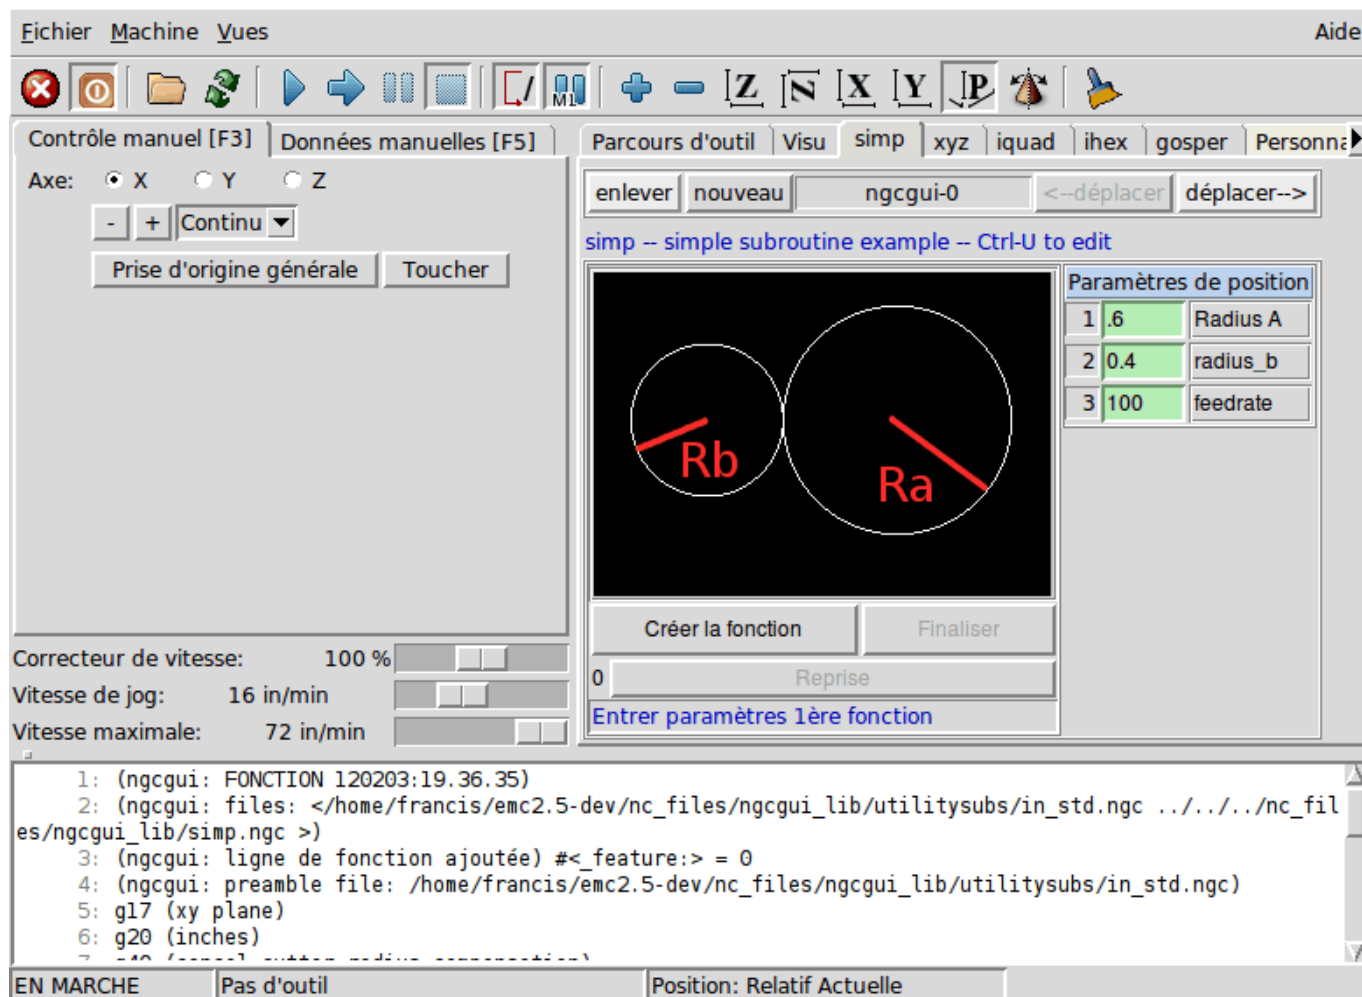 Fichier Machine Vues Aide
M1 Z N X Y P
Contrôle manuel [F3] Données manuelles [F5]
Axe: X Y Z
- + Continu
Prise d'origine générale Toucher
Correcteur de vitesse: 100 %
Vitesse de jog: 16 in/min
Vitesse maximale: 72 in/min
Parcours d'outil Visu simp xyz iquad ihex gosper Personna
enlever nouveau ngcgui-0 <--déplacer déplacer-->
simp -- simple subroutine example -- Ctrl-U to edit
Rb
Ra
Paramètres de position
1 .6 Radius A
2 0.4 radius_b
3 100 feedrate
Créer la fonction Finaliser
0 Reprise
Entrer paramètres 1ère fonction
1: (ngcgui: FONCTION 120203:19.36.35)
2: (ngcgui: files: </home/francis/emc2.5-dev/nc_files/ngcgui_lib/utilitysubs/in_std.ngc ../../../nc_fil
es/ngcgui_lib/simp.ngc >)
3: (ngcgui: ligne de fonction ajoutée) #<_feature:> = 0
4: (ngcgui: preamble file: /home/francis/emc2.5-dev/nc_files/ngcgui_lib/utilitysubs/in_std.ngc)
5: g17 (xy plane)
6: g20 (inches)
7: g40 (cancel cutter radius compensation)
EN MARCHE Pas d'outil Position: Relatif Actuelle